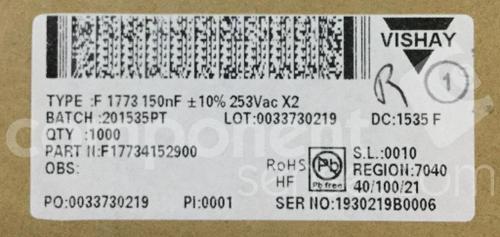 VISHAY
R 1
TYPE :F 1773 150nF ±10% 253Vac X2
BATCH :201535PT LOT:0033730219 DC:1535 F
QTY :1000
PART N:F17734152900
OBS:
RoHS
HF
Pb
Pb free
S.L.:0010
REGION:7040
40/100/21
PO:0033730219 PI:0001 SER NO:1930219B0006
component